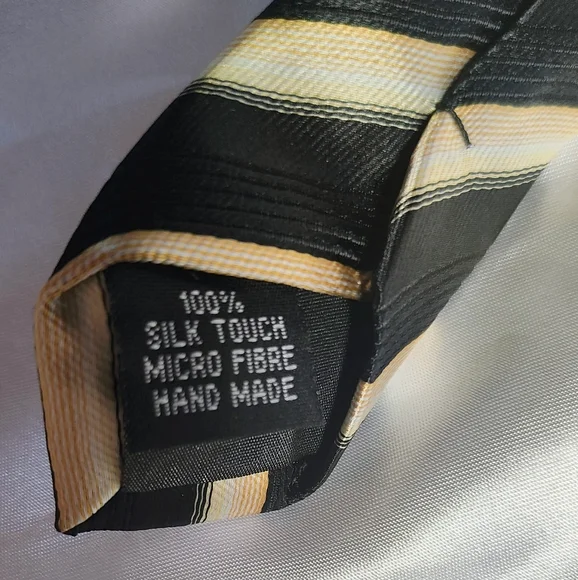 100%
SILK TOUCH
MICRO FIBRE
HAND MADE